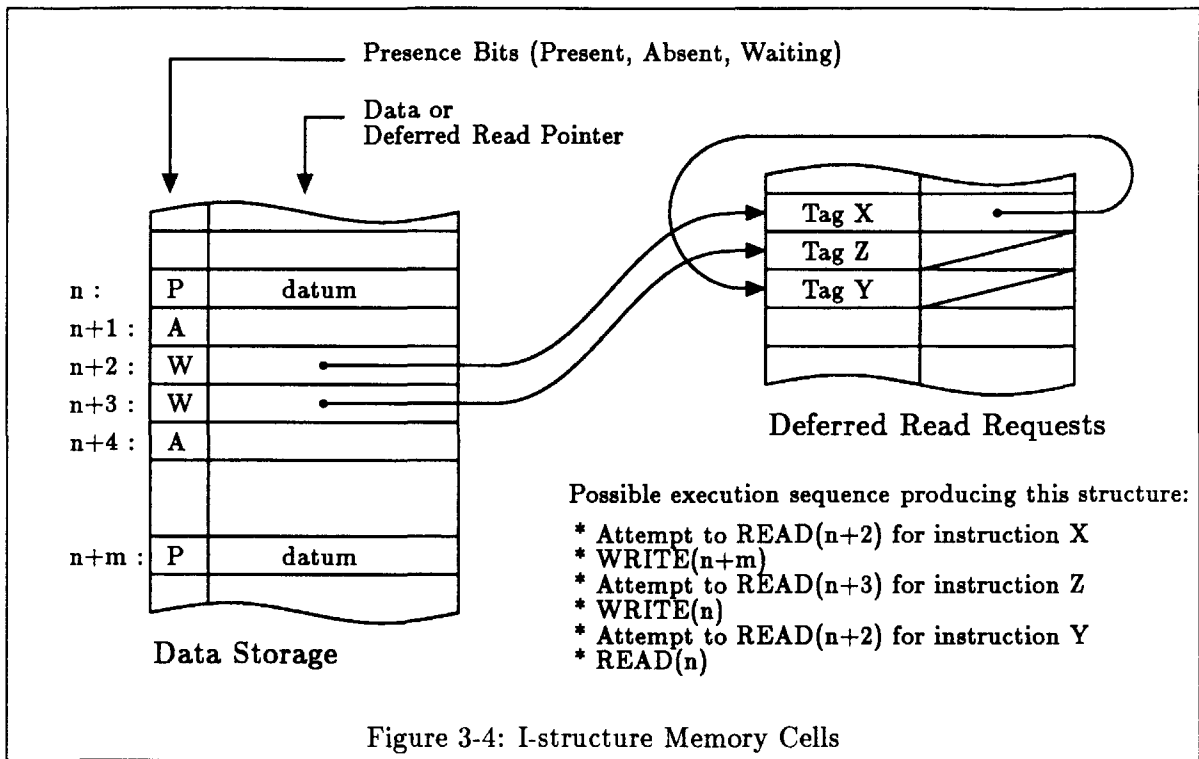 Presence Bits (Present, Absent, Waiting)
Data or
Deferred Read Pointer
n : P datum
n+1 : A
n+2 : W
n+3 : W
n+4 : A
n+m : P datum
Data Storage
Tag X
Tag Z
Tag Y
Deferred Read Requests
Possible execution sequence producing this structure:
* Attempt to READ(n+2) for instruction X
* WRITE(n+m)
* Attempt to READ(n+3) for instruction Z
* WRITE(n)
* Attempt to READ(n+2) for instruction Y
* READ(n)
Figure 3-4: I-structure Memory Cells